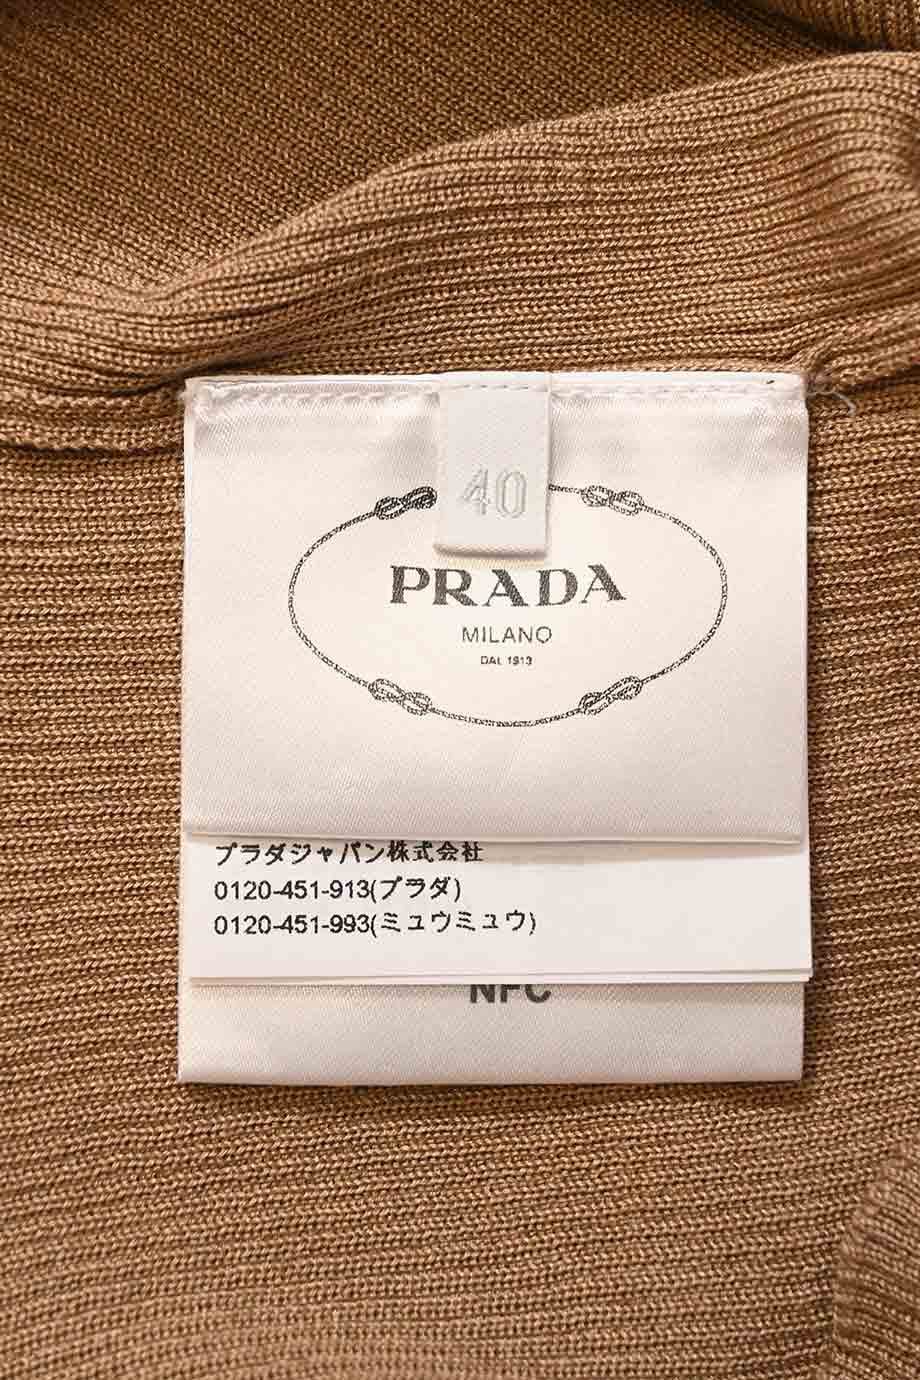 40
PRADA
MILANO
DAL 1913
プラダジャパン株式会社
0120-451-913(プラダ)
0120-451-993(ミュウミュウ)
NFC